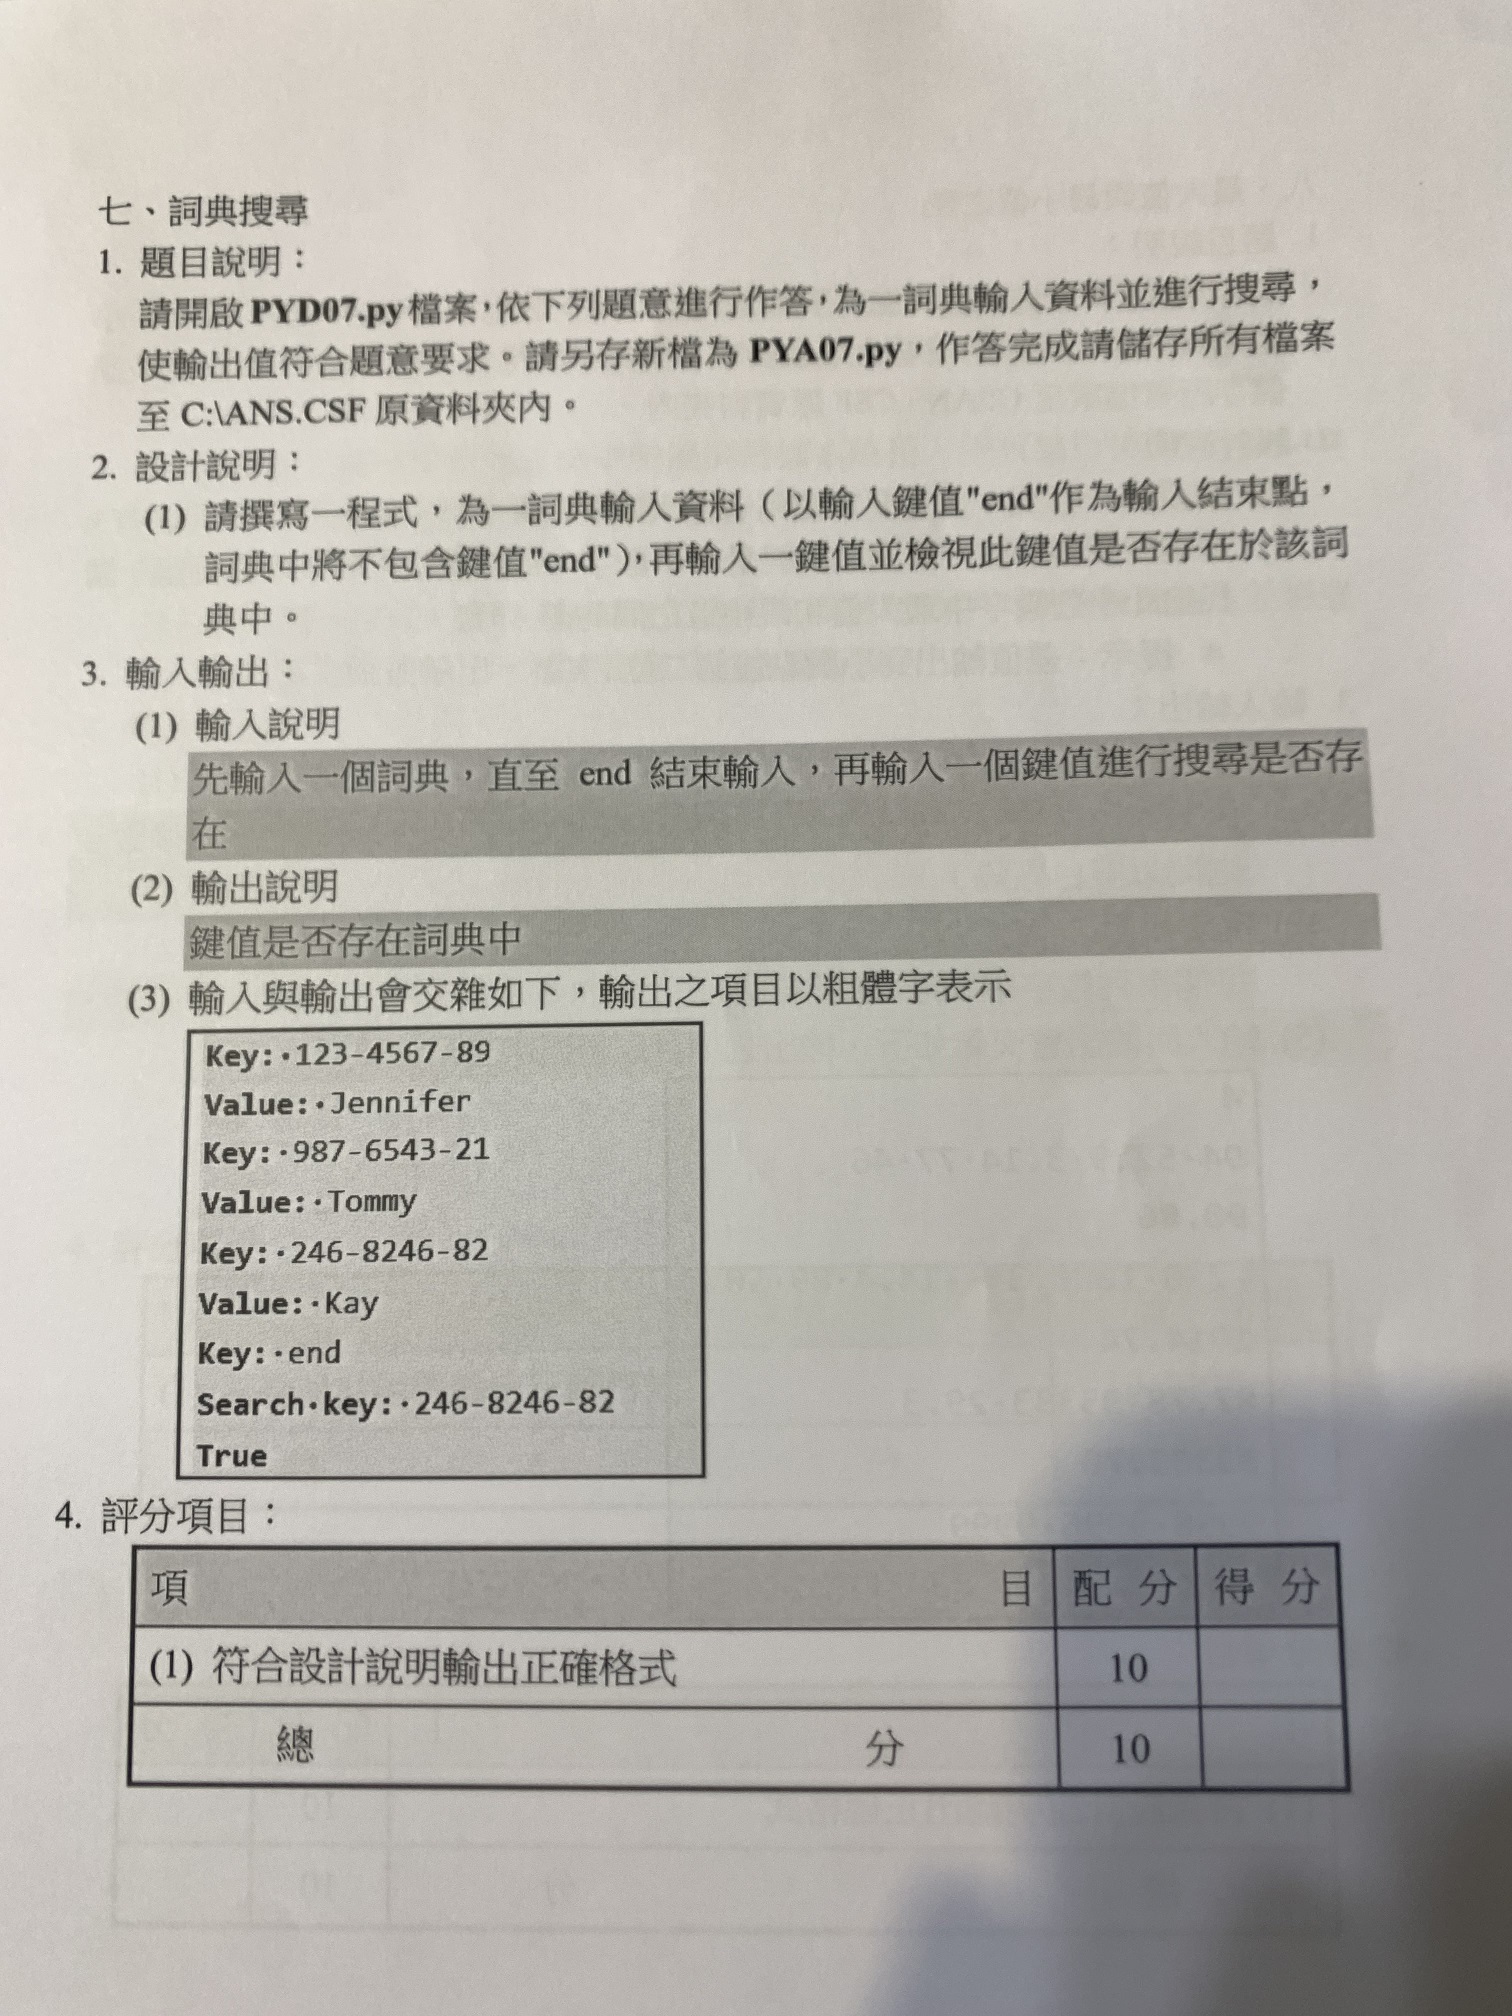 七、詞典搜尋
1. 題目說明：
請開啟 PYD07.py 檔案，依下列題意進行作答，為一詞典輸入資料並進行搜尋，
使輸出值符合題意要求。請另存新檔為 PYA07.py，作答完成請儲存所有檔案
至 C:\ANS.CSF 原資料夾內。
2. 設計說明：
(1) 請撰寫一程式，為一詞典輸入資料（以輸入鍵值"end"作為輸入結束點，
詞典中將不包含鍵值"end"），再輸入一鍵值並檢視此鍵值是否存在於該詞
典中。
3. 輸入輸出：
(1) 輸入說明
先輸入一個詞典，直至 end 結束輸入，再輸入一個鍵值進行搜尋是否存
在
(2) 輸出說明
鍵值是否存在詞典中
(3) 輸入與輸出會交雜如下，輸出之項目以粗體字表示
Key:·123-4567-89
Value:·Jennifer
Key:·987-6543-21
Value:·Tommy
Key:·246-8246-82
Value:·Kay
Key:·end
Search·key:·246-8246-82
True
4. 評分項目：
項 目 配 分 得 分
(1) 符合設計說明輸出正確格式 10
總 分 10